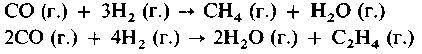 CO (г.) + 3H₂ (г.) → CH₄ (г.) + H₂O (г.)
2CO (г.) + 4H₂ (г.) → 2H₂O (г.) + C₂H₄ (г.)